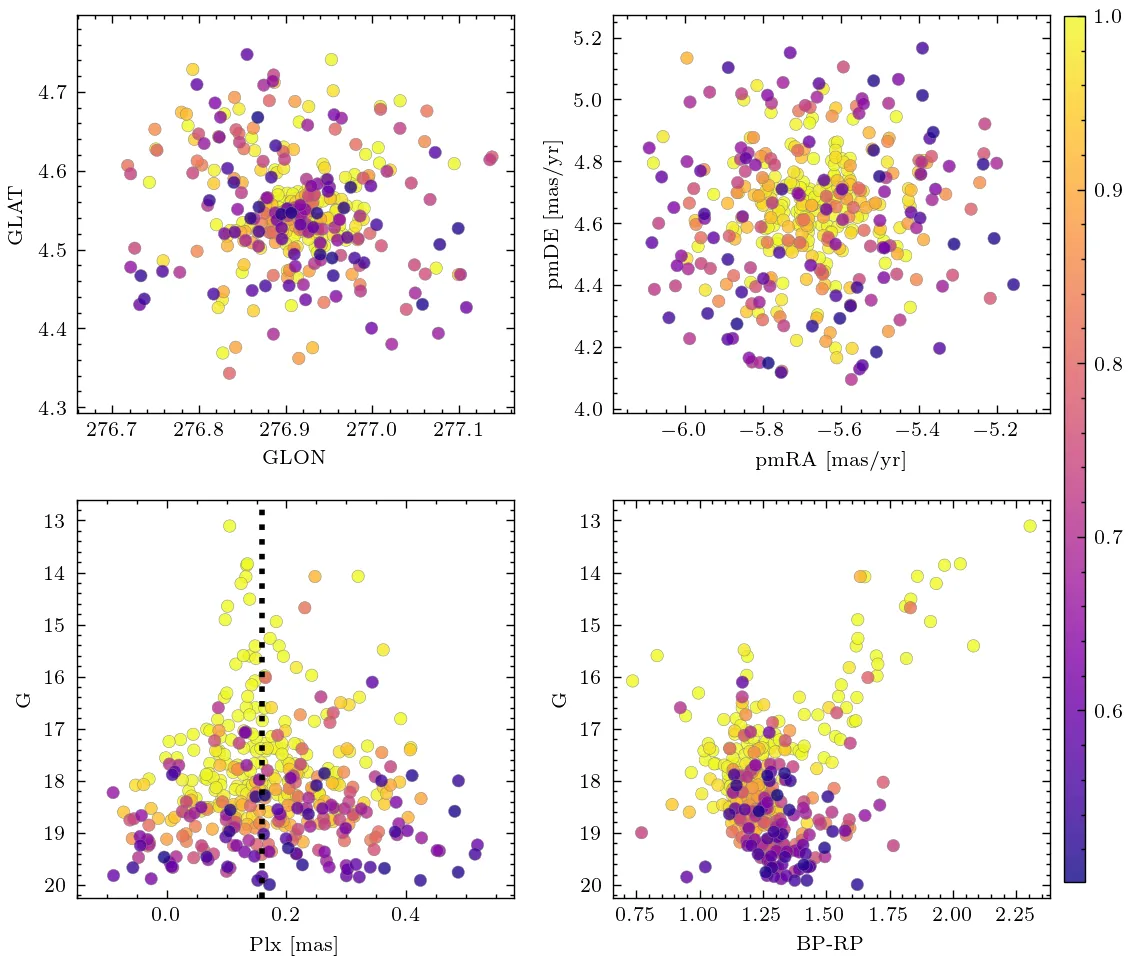 4.7
4.6
4.5
4.4
4.3
GLAT
276.7 276.8 276.9 277.0 277.1
GLON
5.2
5.0
4.8
4.6
4.4
4.2
4.0
pmDE [mas/yr]
−6.0 −5.8 −5.6 −5.4 −5.2
pmRA [mas/yr]
1.0
0.9
0.8
0.7
0.6
13
14
15
16
17
18
19
20
G
0.0 0.2 0.4
Plx [mas]
13
14
15
16
17
18
19
20
G
0.75 1.00 1.25 1.50 1.75 2.00 2.25
BP-RP